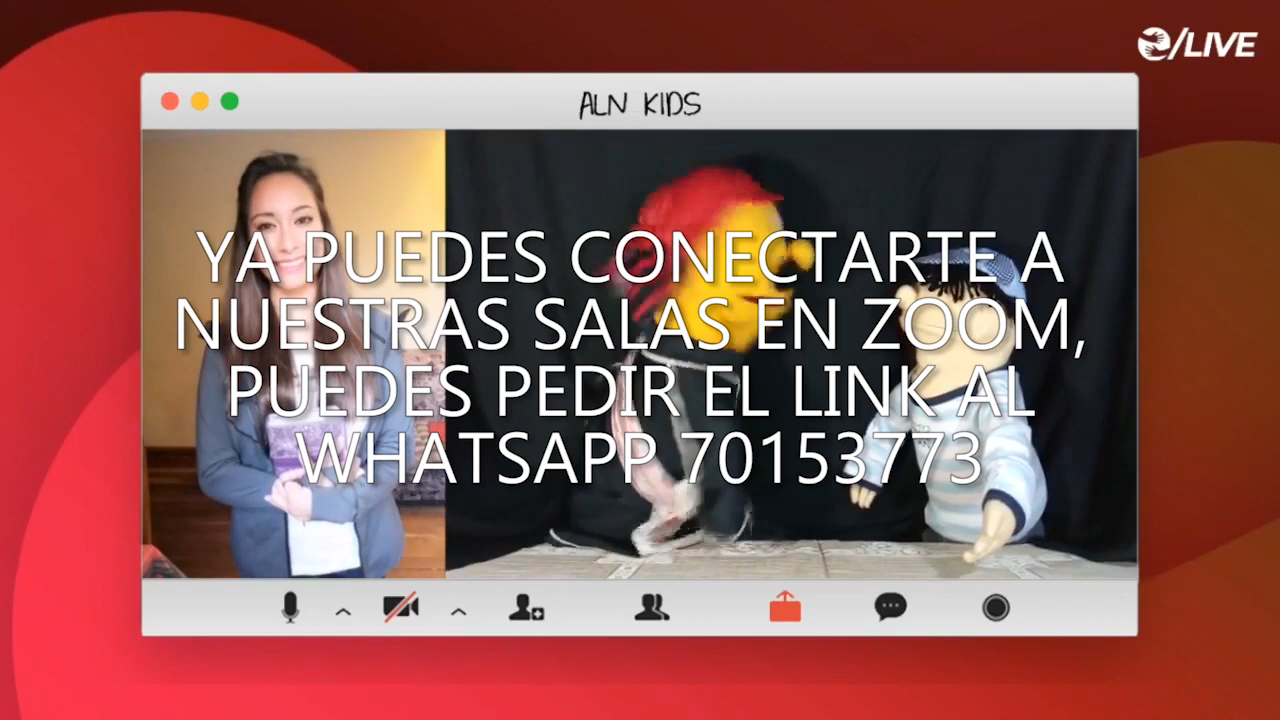 /LIVE
ALN KIDS
YA PUEDES CONECTARTE A
NUESTRAS SALAS EN ZOOM,
PUEDES PEDIR EL LINK AL
WHATSAPP 70153773